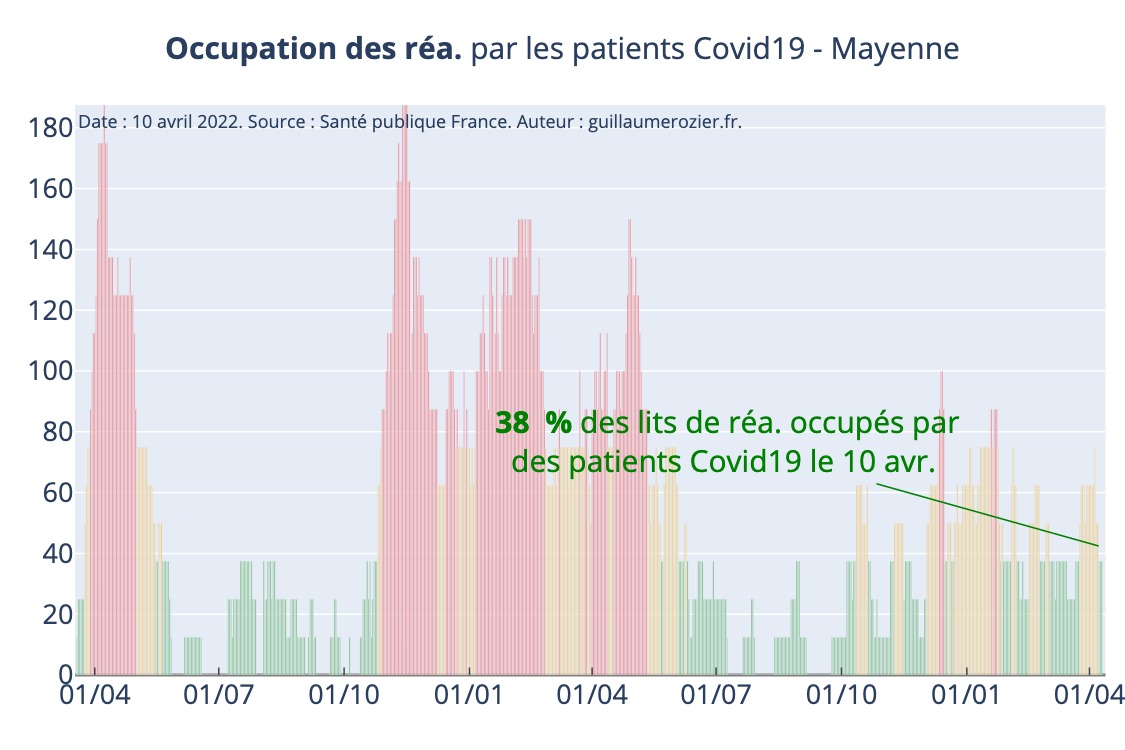 Occupation des réa. par les patients Covid19 - Mayenne
Date : 10 avril 2022. Source : Santé publique France. Auteur : guillaumerozier.fr.
180
160
140
120
100
80
60
40
20
0
38 % des lits de réa. occupés par
des patients Covid19 le 10 avr.
01/04 01/07 01/10 01/01 01/04 01/07 01/10 01/01 01/04